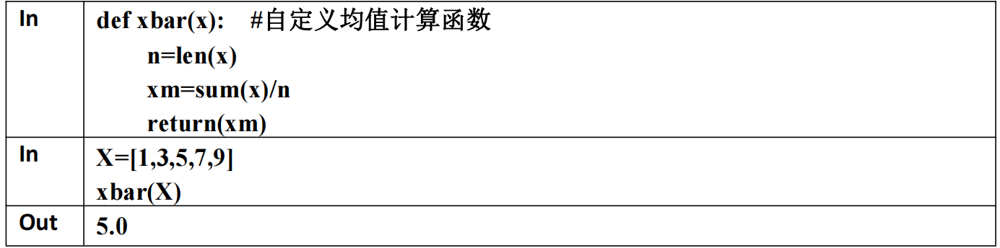 In
def xbar(x): #自定义均值计算函数
n=len(x)
xm=sum(x)/n
return(xm)
In
X=[1,3,5,7,9]
xbar(X)
Out
5.0